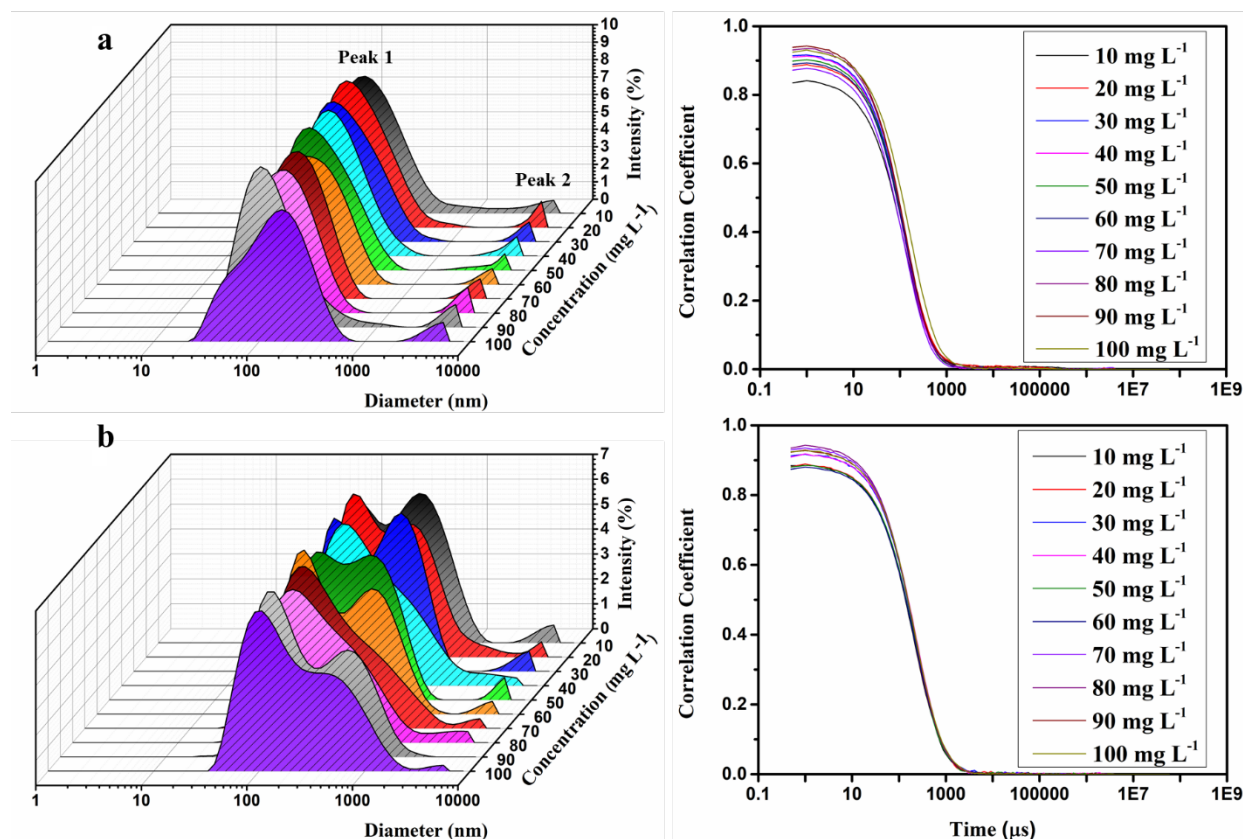 a
Peak 1
Peak 2
10
9
8
7
6
5
4
3
2
1
0
Intensity (%)
10
20
30
40
50
60
70
80
90
100
Concentration (mg L-1)
1
10
100
1000
10000
Diameter (nm)
1.0
0.8
0.6
0.4
0.2
0.0
Correlation Coefficient
10 mg L-1
20 mg L-1
30 mg L-1
40 mg L-1
50 mg L-1
60 mg L-1
70 mg L-1
80 mg L-1
90 mg L-1
100 mg L-1
0.1
10
1000
100000
1E7
1E9
b
7
6
5
4
3
2
1
0
Intensity (%)
10
20
30
40
50
60
70
80
90
100
Concentration (mg L-1)
1
10
100
1000
10000
Diameter (nm)
1.0
0.8
0.6
0.4
0.2
0.0
Correlation Coefficient
10 mg L-1
20 mg L-1
30 mg L-1
40 mg L-1
50 mg L-1
60 mg L-1
70 mg L-1
80 mg L-1
90 mg L-1
100 mg L-1
0.1
10
1000
100000
1E7
1E9
Time (μs)